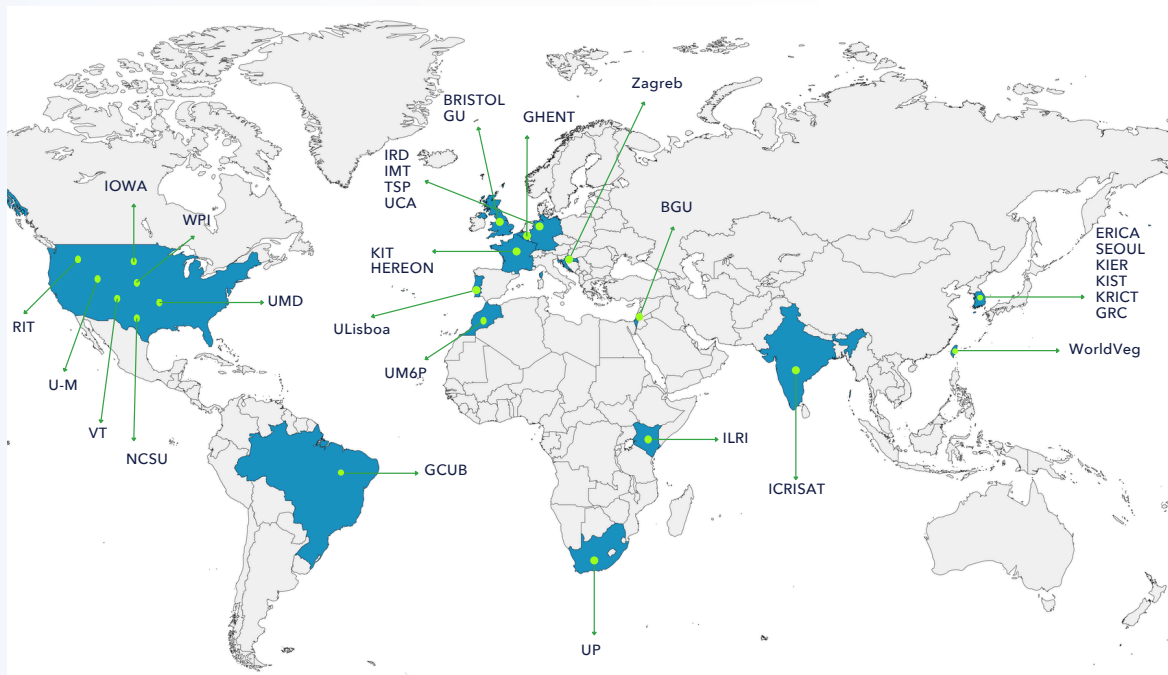 Zagreb
BRISTOL
GU
GHENT
IRD
IMT
TSP
UCA
IOWA
WPI
BGU
ERICA
SEOUL
KIER
KIST
KRICT
GRC
KIT
HEREON
UMD
RIT
ULisboa
WorldVeg
UM6P
U-M
VT
ILRI
NCSU
GCUB
ICRISAT
UP